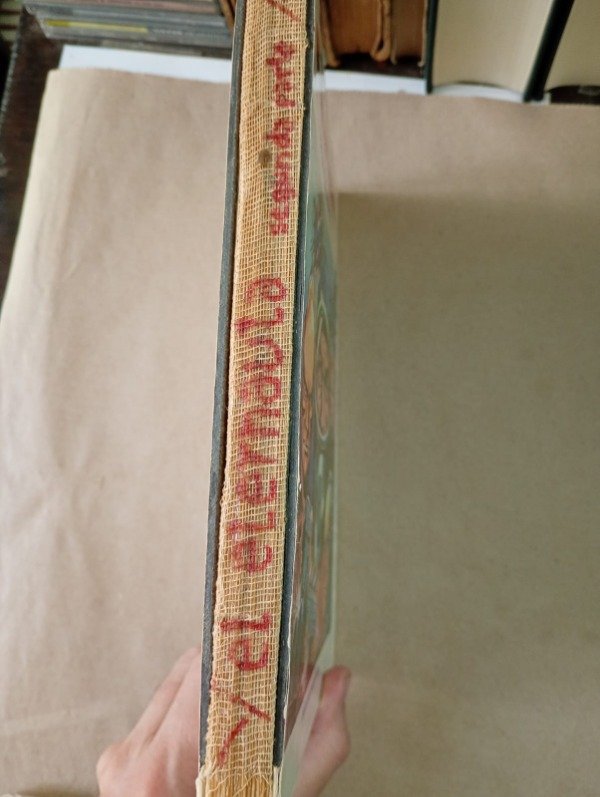 -/ el eternauta segunda parte /